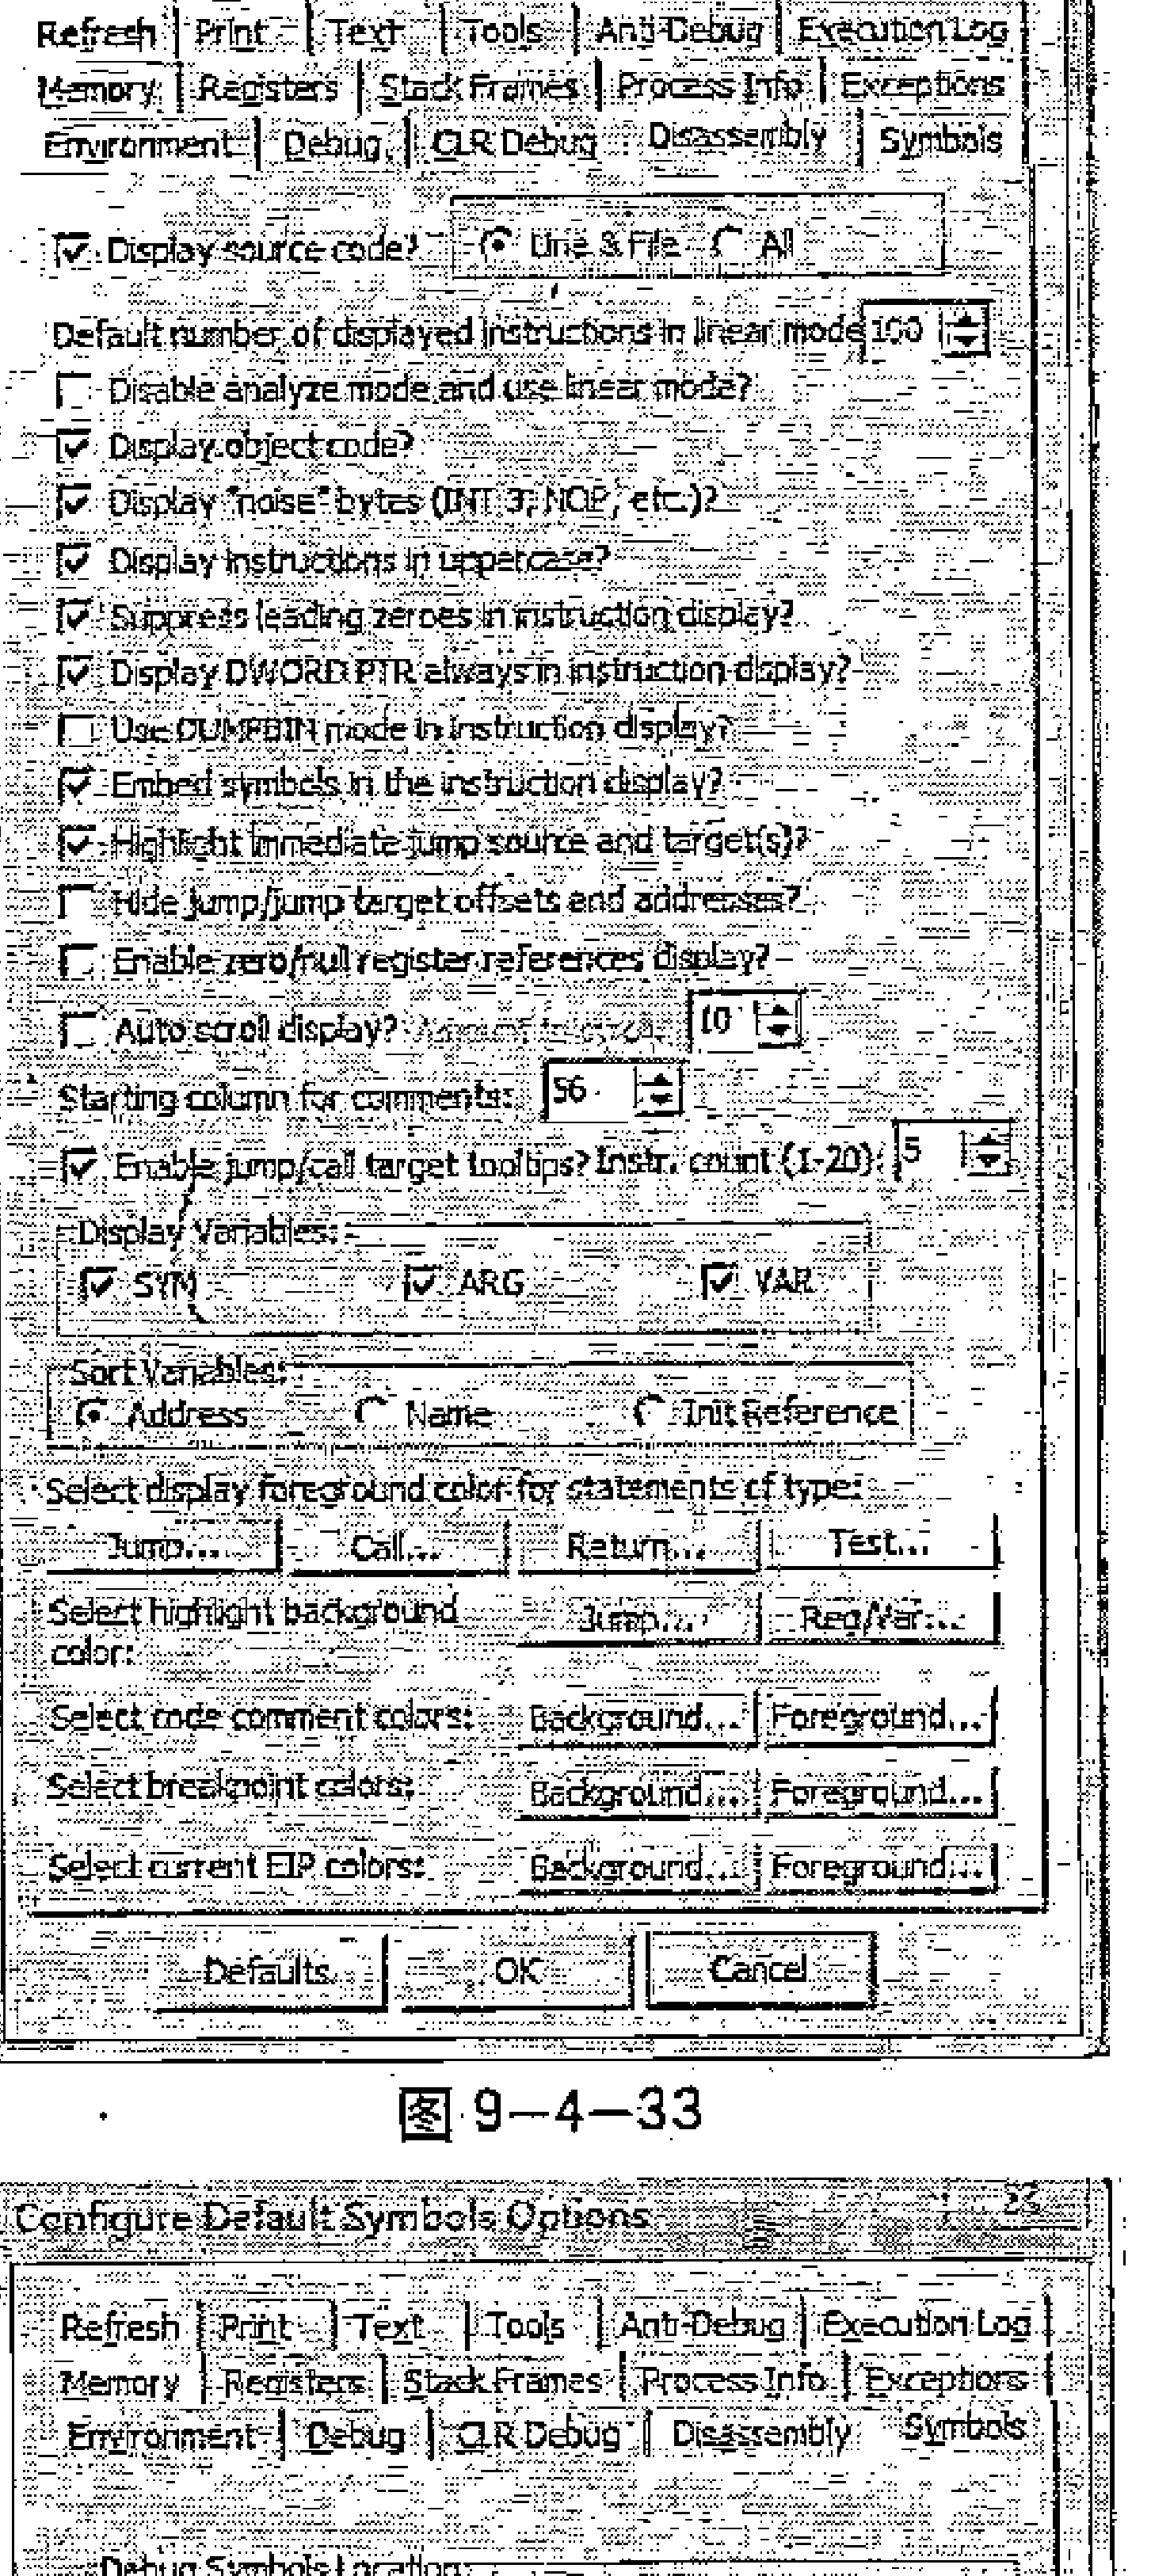 Refresh Print Text Tools Anti-Debug Execution Log
Memory Registers Stack Frames Process Info Exceptions
Environment Debug CLR Debug Disassembly Symbols
Display source code? Line & File All
Default number of displayed instructions in linear mode 100
Disable analyze mode and use linear mode?
Display object code?
Display "noise" bytes (INT 3, NOP, etc.)?
Display instructions in uppercase?
Suppress leading zeroes in instruction display?
Display DWORD PTR always in instruction display?
Use DUMPBIN mode in instruction display?
Embed symbols in the instruction display?
Highlight immediate jump source and target(s)?
Hide jump/jump target offsets and addresses?
Enable zero/null register references display?
Auto scroll display? 10
Starting column for comments: 56
Enable jump/call target tooltips? Instr. count (1-20): 5
Display Variables:
SYM ARG VAR
Sort Variables:
Address Name Init Reference
Select display foreground color for statements of type:
Jump... Call... Return... Test...
Select highlight background Jump... Reg/Var...
color:
Select code comment colors: Background... Foreground...
Select breakpoint colors: Background... Foreground...
Select current EIP colors: Background... Foreground...
Defaults OK Cancel
图 9-4-33
Configure Default Symbols Options
Refresh Print Text Tools Anti-Debug Execution Log
Memory Registers Stack Frames Process Info Exceptions
Environment Debug CLR Debug Disassembly Symbols
Debug Symbols Location: